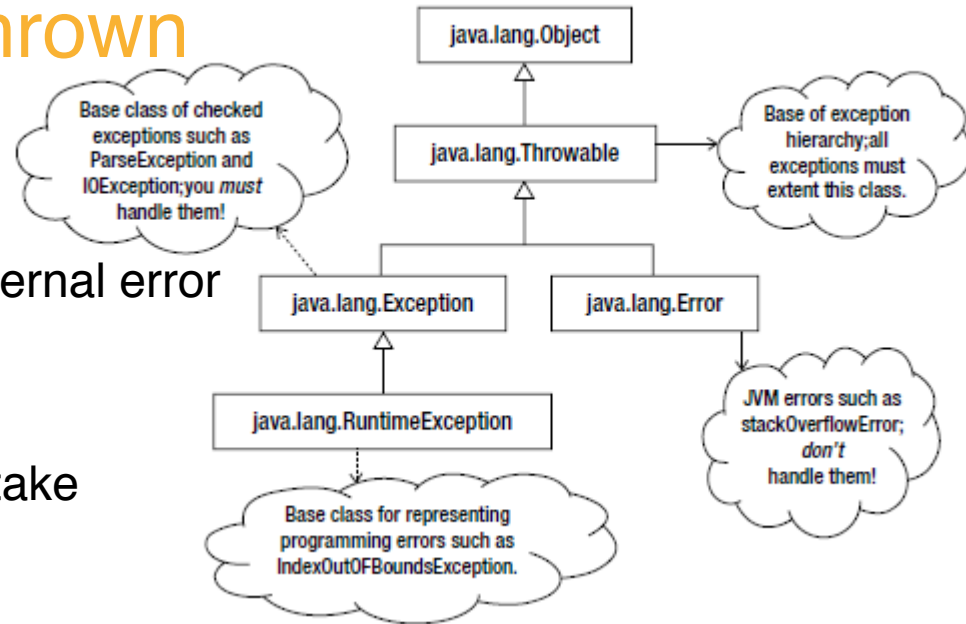 hrown
java.lang.Object
Base class of checked
exceptions such as
ParseException and
IOException;you must
handle them!
java.lang.Throwable
Base of exception
hierarchy;all
exceptions must
extent this class.
ernal error
java.lang.Exception
java.lang.Error
JVM errors such as
stackOverflowError;
don't
handle them!
java.lang.RuntimeException
take
Base class for representing
programming errors such as
IndexOutOFBoundsException.